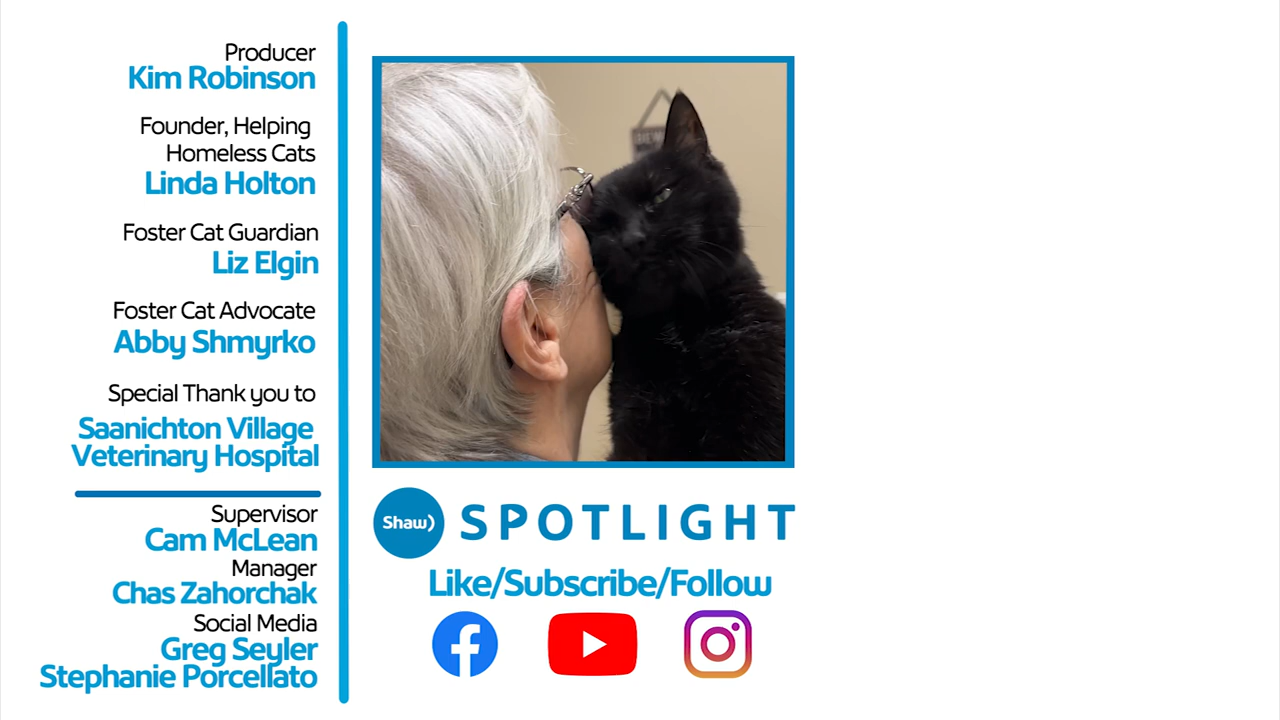 Producer
Kim Robinson
Founder, Helping
Homeless Cats
Linda Holton
Foster Cat Guardian
Liz Elgin
Foster Cat Advocate
Abby Shmyrko
Special Thank you to
Saanichton Village
Veterinary Hospital
Supervisor
Cam McLean
Manager
Chas Zahorchak
Social Media
Greg Seyler
Stephanie Porcellato
Shaw) SPOTLIGHT
Like/Subscribe/Follow